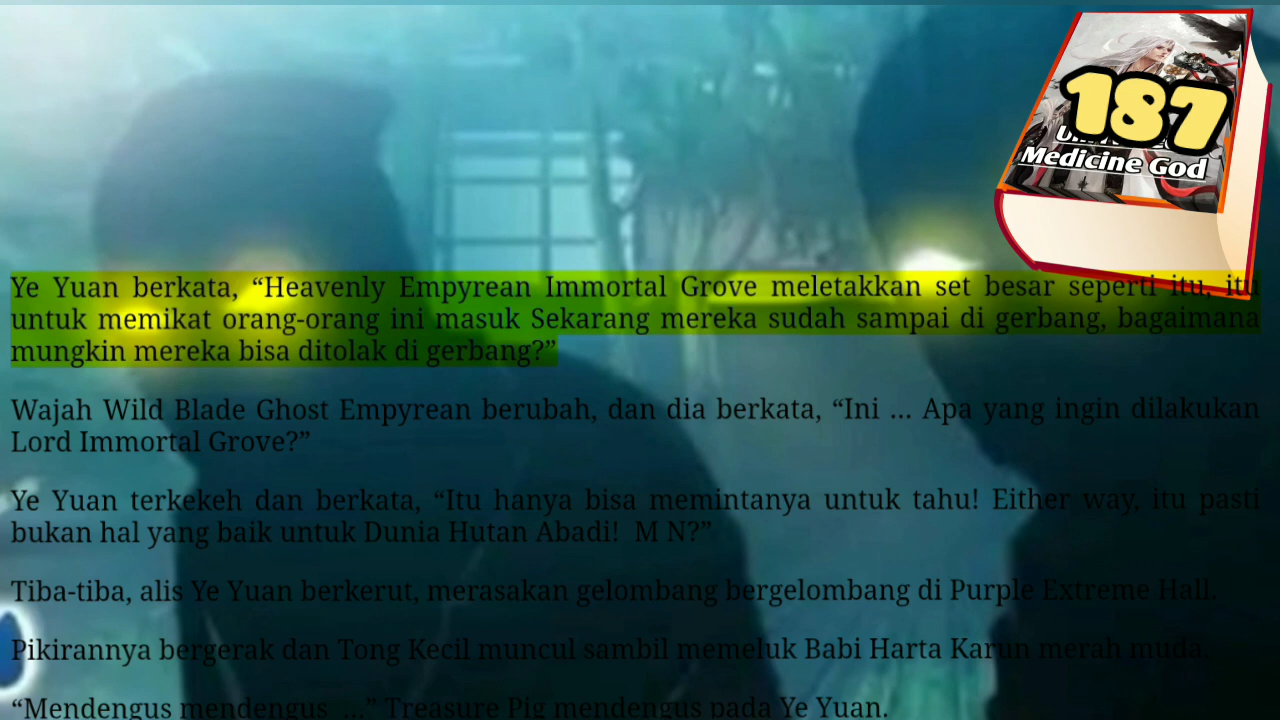 187
Medicine God
Ye Yuan berkata, “Heavenly Empyrean Immortal Grove meletakkan set besar seperti itu, itu
untuk memikat orang-orang ini masuk Sekarang mereka sudah sampai di gerbang, bagaimana
mungkin mereka bisa ditolak di gerbang?”
Wajah Wild Blade Ghost Empyrean berubah, dan dia berkata, “Ini ... Apa yang ingin dilakukan
Lord Immortal Grove?”
Ye Yuan terkekeh dan berkata, “Itu hanya bisa memintanya untuk tahu! Either way, itu pasti
bukan hal yang baik untuk Dunia Hutan Abadi!  M N?”
Tiba-tiba, alis Ye Yuan berkerut, merasakan gelombang bergelombang di Purple Extreme Hall.
Pikirannya bergerak dan Tong Kecil muncul sambil memeluk Babi Harta Karun merah muda.
“Mendengus mendengus  ...” Treasure Pig mendengus pada Ye Yuan.